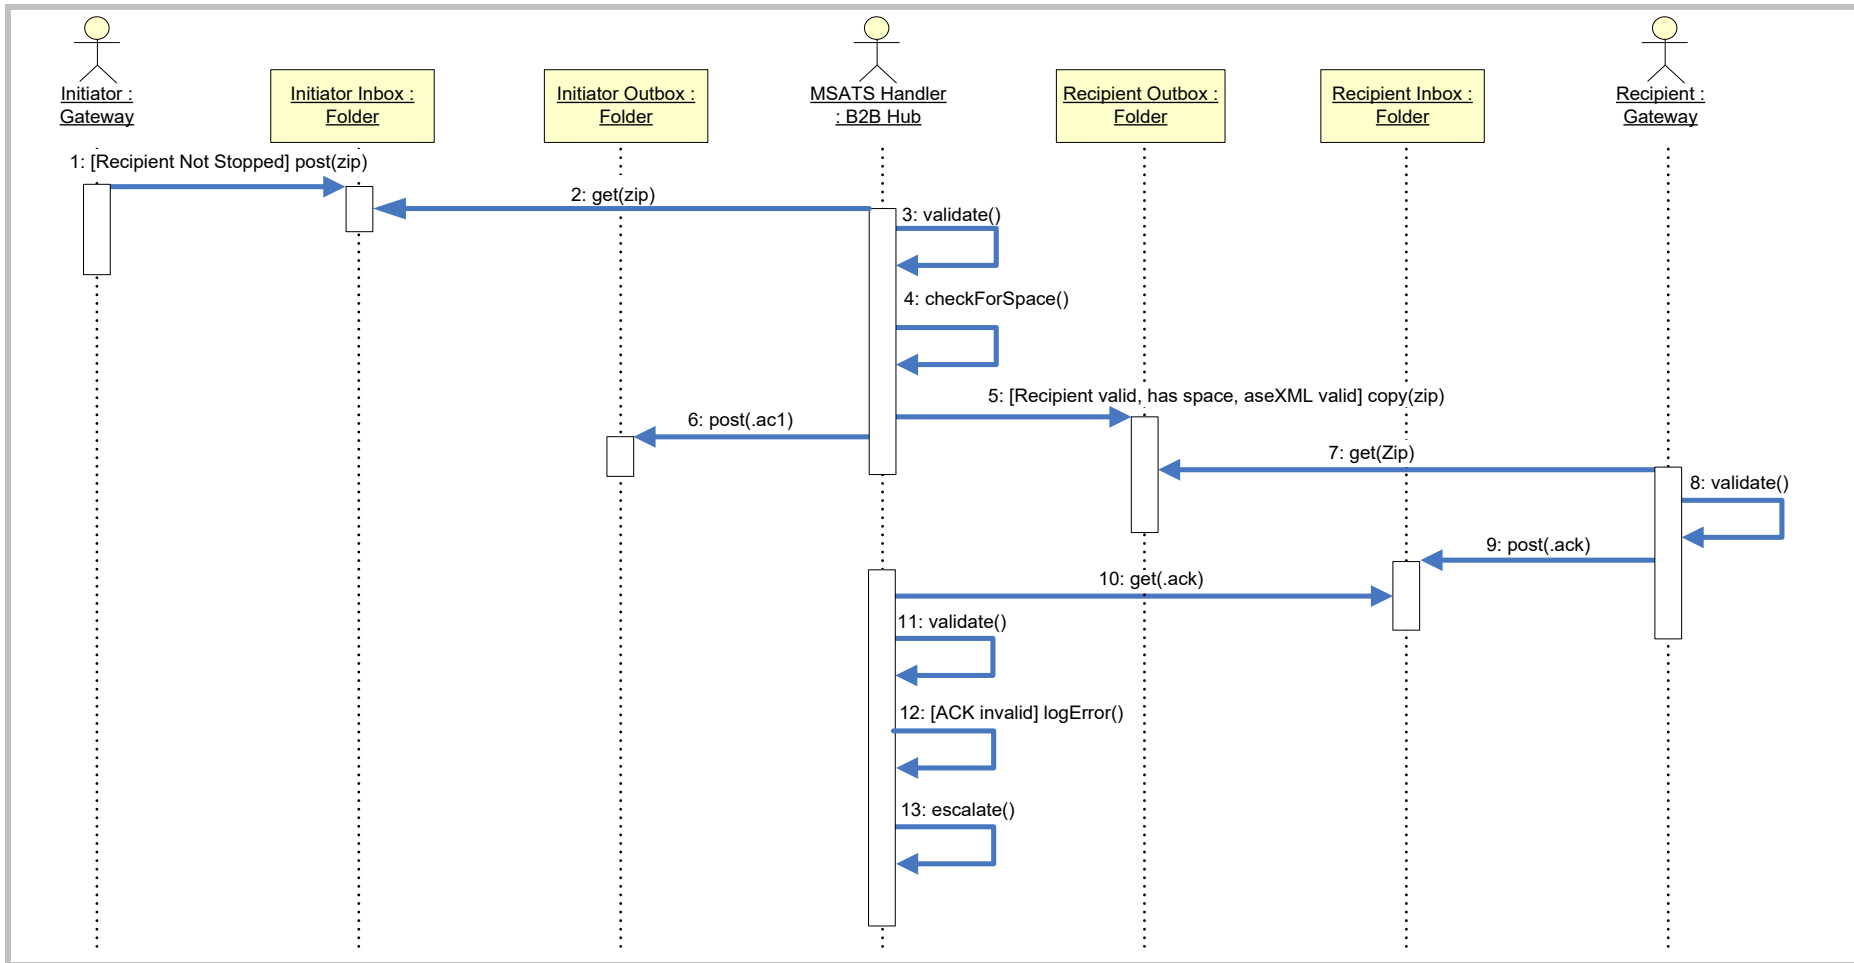 Initiator :
Gateway
Initiator Inbox :
Folder
Initiator Outbox :
Folder
MSATS Handler
: B2B Hub
Recipient Outbox :
Folder
Recipient Inbox :
Folder
Recipient :
Gateway
1: [Recipient Not Stopped] post(zip)
2: get(zip)
3: validate()
4: checkForSpace()
5: [Recipient valid, has space, aseXML valid] copy(zip)
6: post(.ac1)
7: get(Zip)
8: validate()
9: post(.ack)
10: get(.ack)
11: validate()
12: [ACK invalid] logError()
13: escalate()